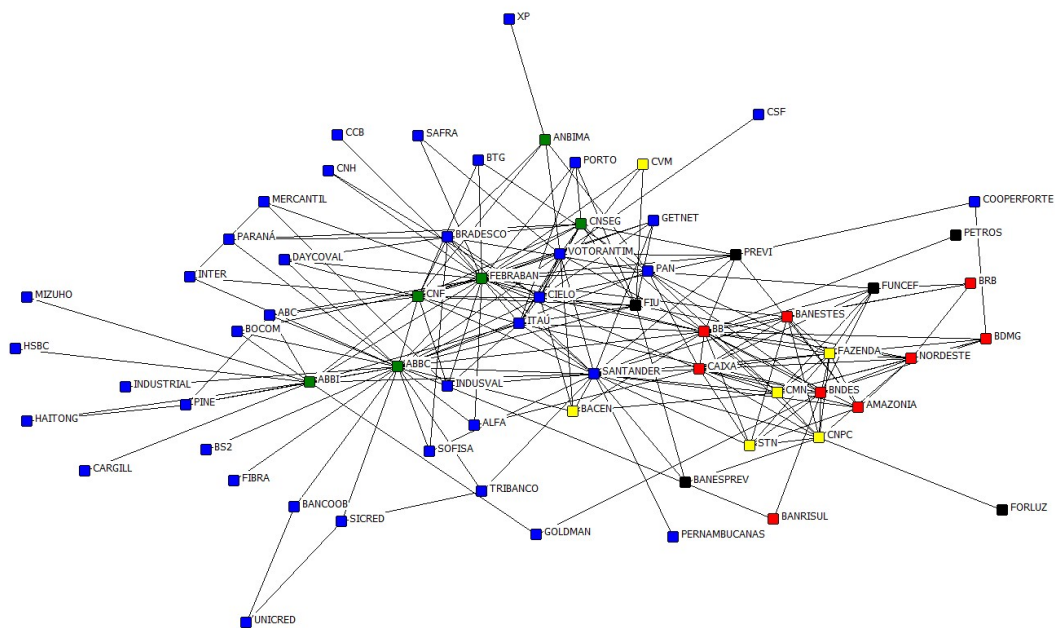 XP
CSF
CCB
SAFRA
ANBIMA
CNH
BTG
PORTO
CVM
MERCANTIL
COOPERFORTE
GETNET
CNSEG
PARANÁ
BRADESCO
PETROS
VOTORANTIM
PREVI
DAYCOVAL
INTER
FEBRABAN
PAN
BRB
FUNCEF
MIZUHO
CNF
CIELO
FIU
ABC
BANESTES
ITAÚ
BOCOM
BB
BDMG
HSBC
FAZENDA
NORDESTE
ABBC
CAIXA
SANTANDER
ABBI
INDUSTRIAL
INDUSVAL
CMN
BNDES
PINE
AMAZONIA
BACEN
HAITONG
ALFA
CNPC
STN
BS2
SOFISA
CARGILL
FIBRA
BANESPREV
TRIBANCO
BANCOOB
FORLUZ
BANRISUL
SICRED
GOLDMAN
PERNAMBUCANAS
UNICRED